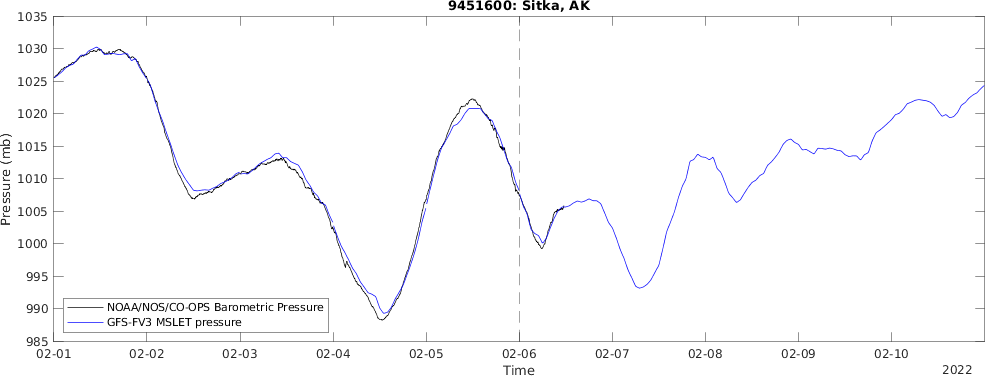 9451600: Sitka, AK
1035
1030
1025
1020
1015
1010
1005
1000
995
990
985
Pressure (mb)
NOAA/NOS/CO-OPS Barometric Pressure
GFS-FV3 MSLET pressure
02-01 02-02 02-03 02-04 02-05 02-06 02-07 02-08 02-09 02-10
Time
2022